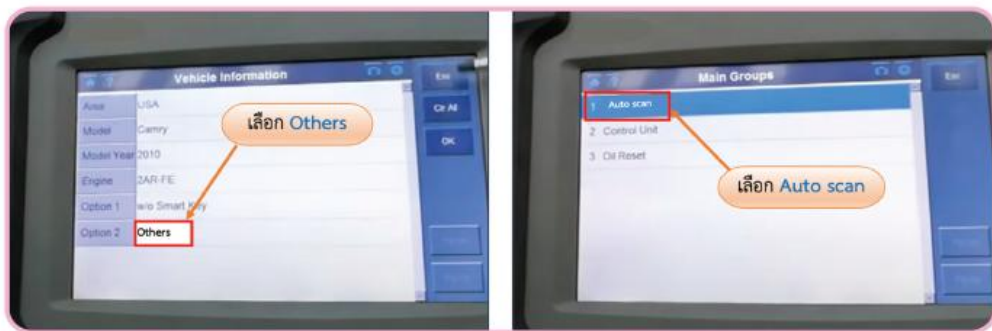 Vehicle Information
Esc
Area USA
Clr All
Model Camry
OK
Model Year 2010
Engine 2AR-FE
Option 1 w/o Smart Key
Option 2 Others
เลือก Others
Main Groups
Esc
1 Auto scan
2 Control Unit
3 Oil Reset
เลือก Auto scan